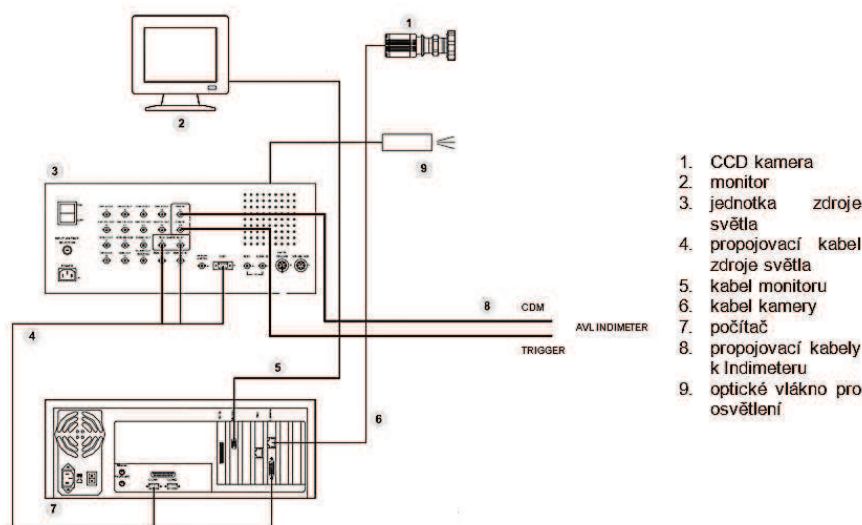 1
2
3
9
8
CDM
AVL INDIMETER
TRIGGER
4
5
6
7
1. CCD kamera
2. monitor
3. jednotka zdroje
světla
4. propojovací kabel
zdroje světla
5. kabel monitoru
6. kabel kamery
7. počítač
8. propojovací kabely
k Indimeteru
9. optické vlákno pro
osvětlení